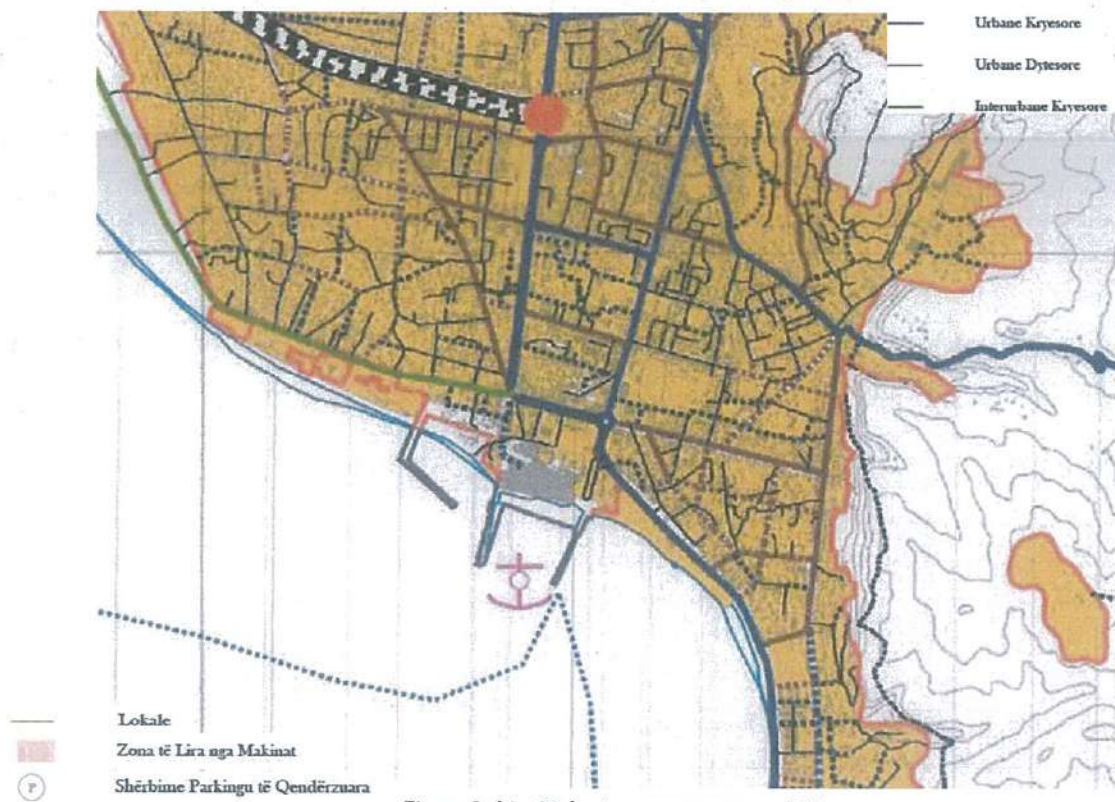 Urbane Kryesore
Urbane Dytesore
Interurbane Kryesore
Lokale
Zona të Lira nga Makinat
P
Shërbime Parkingu të Qendërzuara